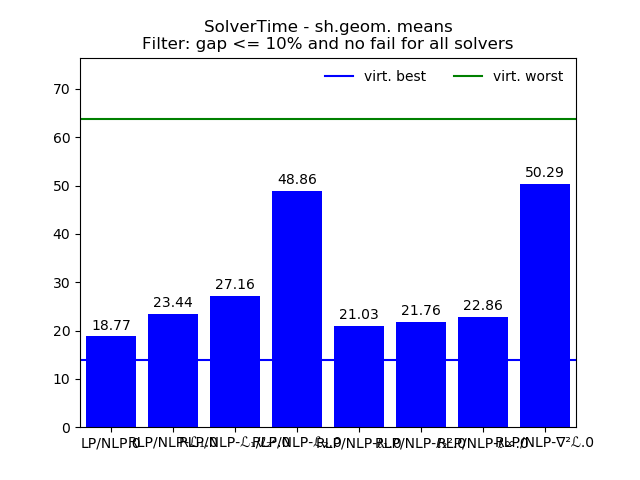 SolverTime - sh.geom. means
Filter: gap <= 10% and no fail for all solvers
virt. best virt. worst
70
60
50
40
30
20
10
0
18.77 23.44 27.16 48.86 21.03 21.76 22.86 50.29
LP/NLP.0